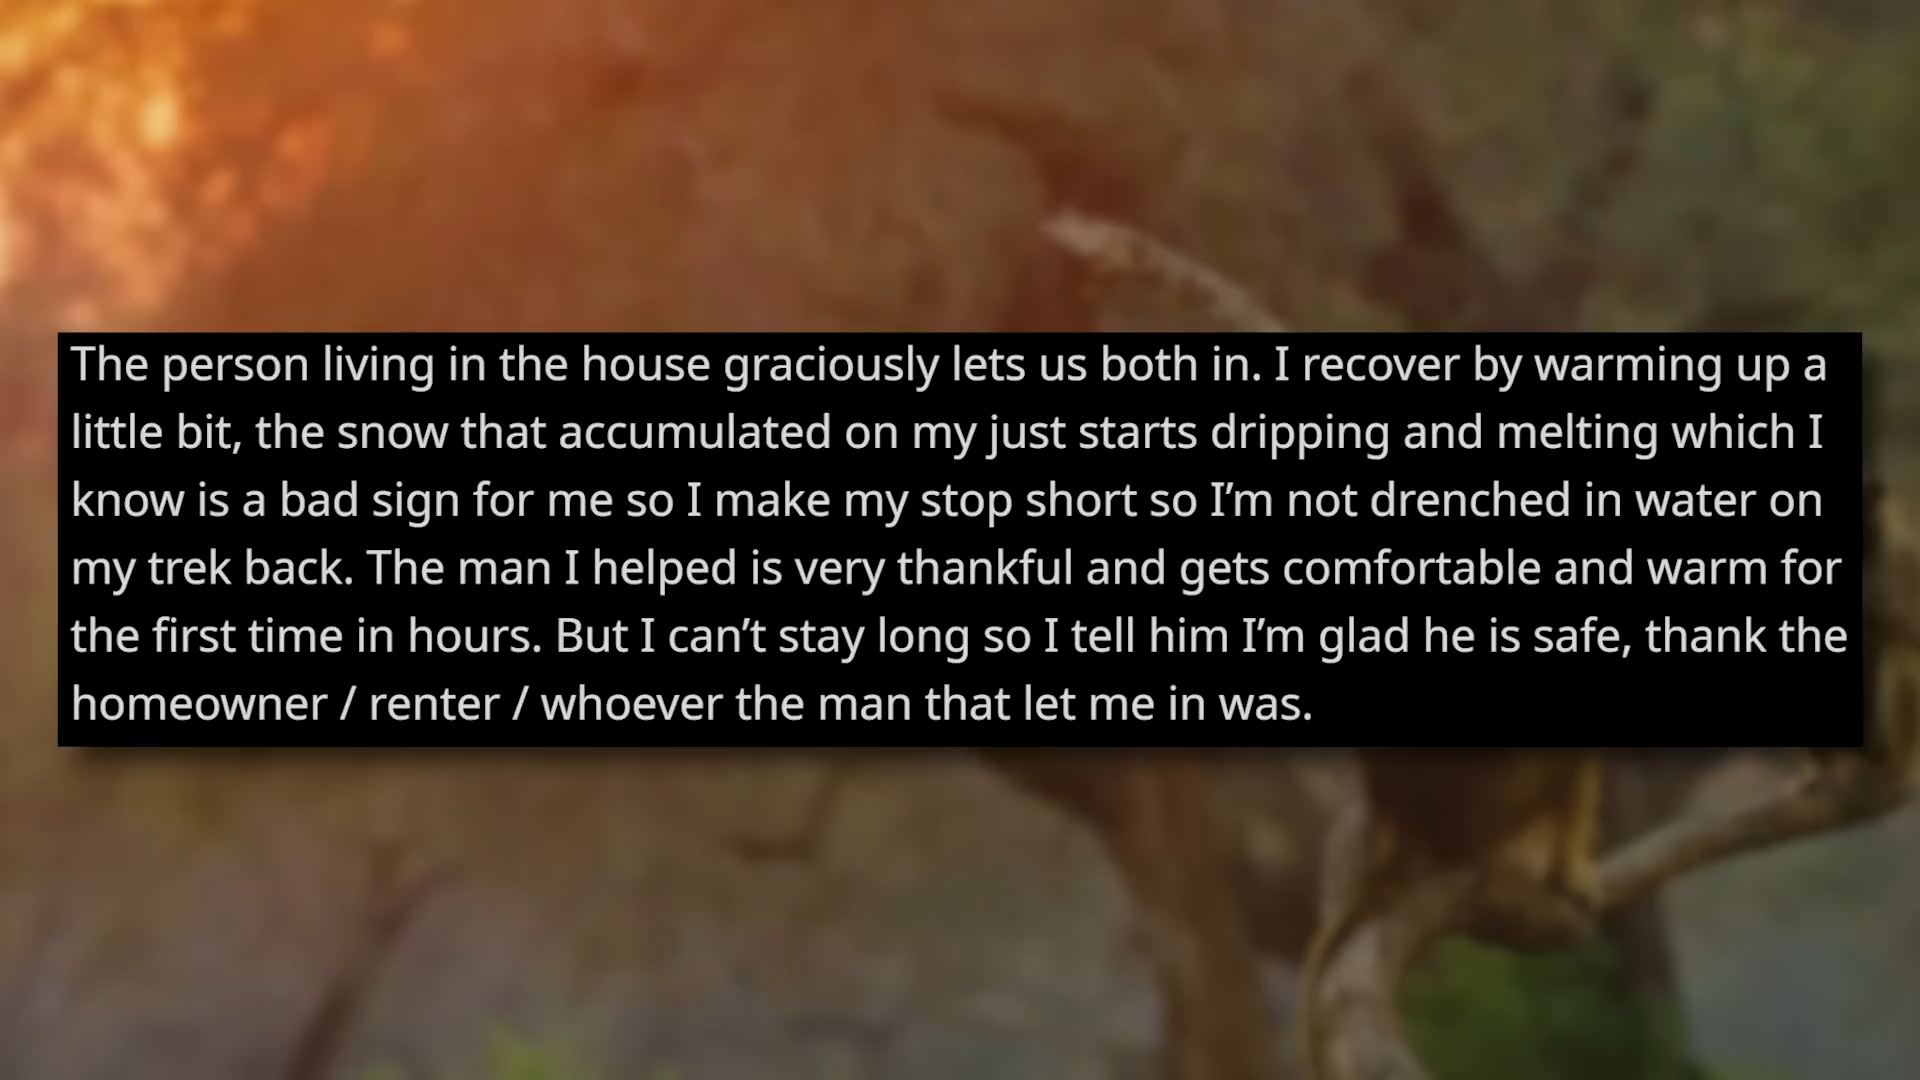 The person living in the house graciously lets us both in. I recover by warming up a
little bit, the snow that accumulated on my just starts dripping and melting which I
know is a bad sign for me so I make my stop short so I’m not drenched in water on
my trek back. The man I helped is very thankful and gets comfortable and warm for
the first time in hours. But I can’t stay long so I tell him I’m glad he is safe, thank the
homeowner / renter / whoever the man that let me in was.